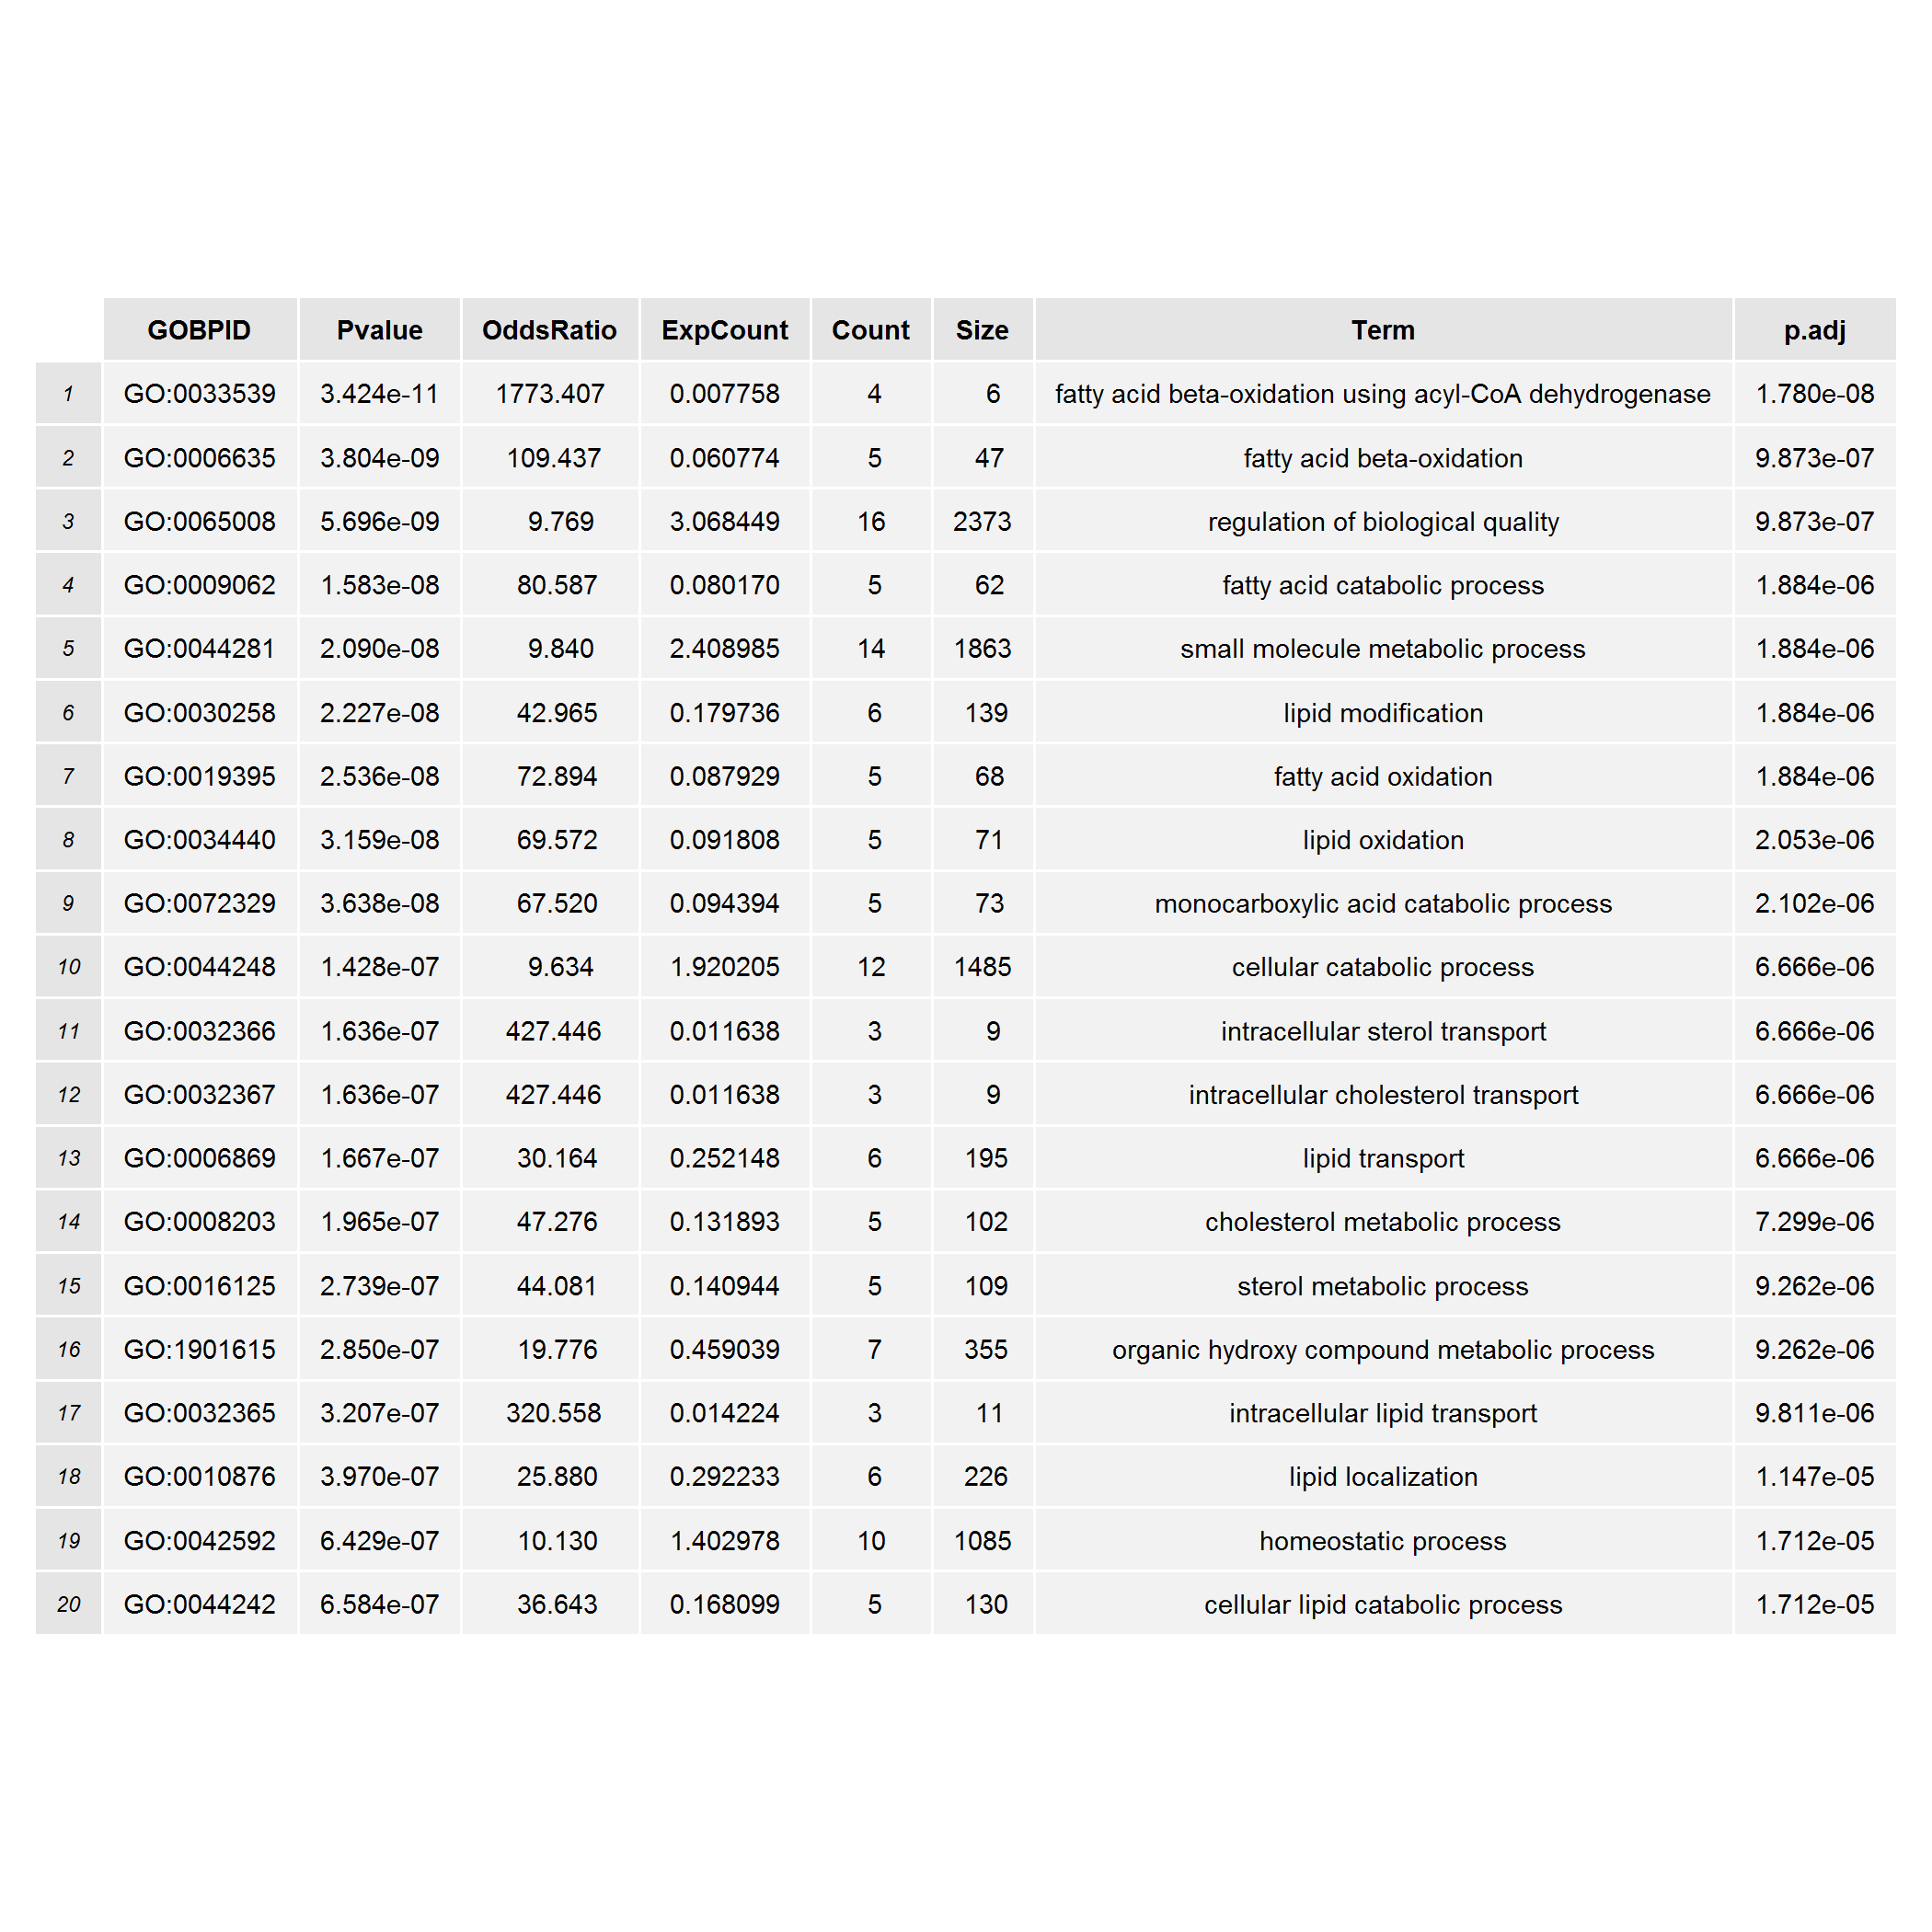 GOBPID Pvalue OddsRatio ExpCount Count Size Term p.adj
1 GO:0033539 3.424e-11 1773.407 0.007758 4 6 fatty acid beta-oxidation using acyl-CoA dehydrogenase 1.780e-08
2 GO:0006635 3.804e-09 109.437 0.060774 5 47 fatty acid beta-oxidation 9.873e-07
3 GO:0065008 5.696e-09 9.769 3.068449 16 2373 regulation of biological quality 9.873e-07
4 GO:0009062 1.583e-08 80.587 0.080170 5 62 fatty acid catabolic process 1.884e-06
5 GO:0044281 2.090e-08 9.840 2.408985 14 1863 small molecule metabolic process 1.884e-06
6 GO:0030258 2.227e-08 42.965 0.179736 6 139 lipid modification 1.884e-06
7 GO:0019395 2.536e-08 72.894 0.087929 5 68 fatty acid oxidation 1.884e-06
8 GO:0034440 3.159e-08 69.572 0.091808 5 71 lipid oxidation 2.053e-06
9 GO:0072329 3.638e-08 67.520 0.094394 5 73 monocarboxylic acid catabolic process 2.102e-06
10 GO:0044248 1.428e-07 9.634 1.920205 12 1485 cellular catabolic process 6.666e-06
11 GO:0032366 1.636e-07 427.446 0.011638 3 9 intracellular sterol transport 6.666e-06
12 GO:0032367 1.636e-07 427.446 0.011638 3 9 intracellular cholesterol transport 6.666e-06
13 GO:0006869 1.667e-07 30.164 0.252148 6 195 lipid transport 6.666e-06
14 GO:0008203 1.965e-07 47.276 0.131893 5 102 cholesterol metabolic process 7.299e-06
15 GO:0016125 2.739e-07 44.081 0.140944 5 109 sterol metabolic process 9.262e-06
16 GO:1901615 2.850e-07 19.776 0.459039 7 355 organic hydroxy compound metabolic process 9.262e-06
17 GO:0032365 3.207e-07 320.558 0.014224 3 11 intracellular lipid transport 9.811e-06
18 GO:0010876 3.970e-07 25.880 0.292233 6 226 lipid localization 1.147e-05
19 GO:0042592 6.429e-07 10.130 1.402978 10 1085 homeostatic process 1.712e-05
20 GO:0044242 6.584e-07 36.643 0.168099 5 130 cellular lipid catabolic process 1.712e-05